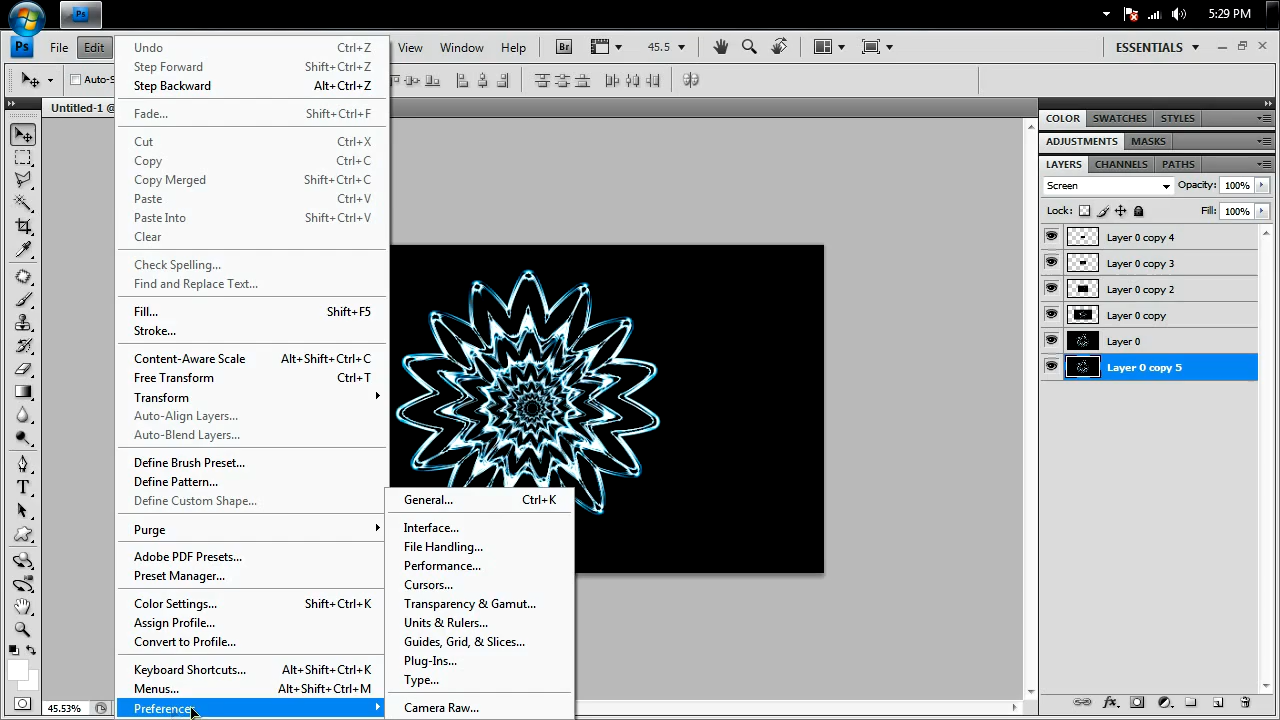 Ps
5:29 PM
Ps File Edit View Window Help Br 45.5 ESSENTIALS
Auto-S
Untitled-1 @
Undo Ctrl+Z
Step Forward Shift+Ctrl+Z
Step Backward Alt+Ctrl+Z
Fade... Shift+Ctrl+F
Cut Ctrl+X
Copy Ctrl+C
Copy Merged Shift+Ctrl+C
Paste Ctrl+V
Paste Into Shift+Ctrl+V
Clear
Check Spelling...
Find and Replace Text...
Fill... Shift+F5
Stroke...
Content-Aware Scale Alt+Shift+Ctrl+C
Free Transform Ctrl+T
Transform
Auto-Align Layers...
Auto-Blend Layers...
Define Brush Preset...
Define Pattern...
Define Custom Shape...
Purge
Adobe PDF Presets...
Preset Manager...
Color Settings... Shift+Ctrl+K
Assign Profile...
Convert to Profile...
Keyboard Shortcuts... Alt+Shift+Ctrl+K
Menus... Alt+Shift+Ctrl+M
Preferences
General... Ctrl+K
Interface...
File Handling...
Performance...
Cursors...
Transparency & Gamut...
Units & Rulers...
Guides, Grid, & Slices...
Plug-Ins...
Type...
Camera Raw...
COLOR SWATCHES STYLES
ADJUSTMENTS MASKS
LAYERS CHANNELS PATHS
Screen Opacity: 100%
Lock: Fill: 100%
Layer 0 copy 4
Layer 0 copy 3
Layer 0 copy 2
Layer 0 copy
Layer 0
Layer 0 copy 5
T
45.53%
fx